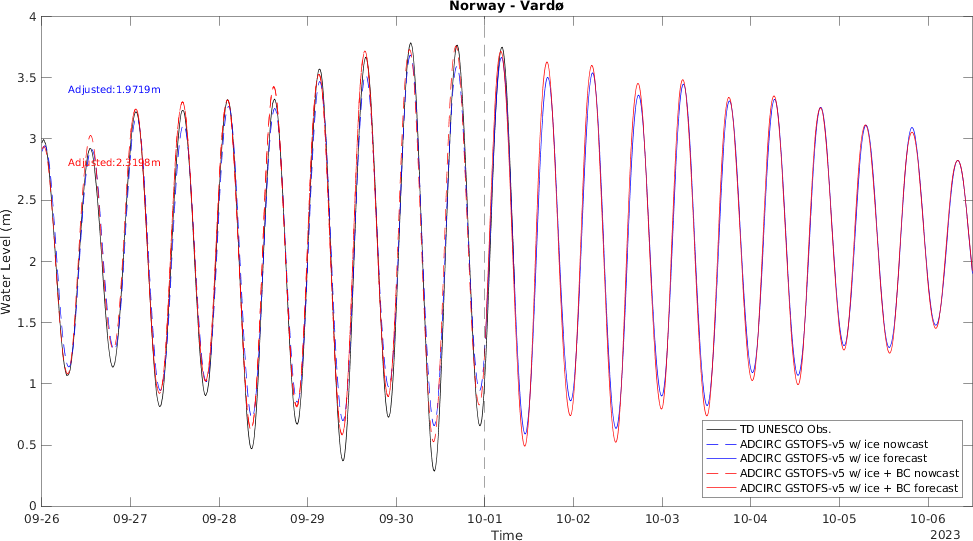 Norway - Vardø
4
3.5
3
2.5
2
1.5
1
0.5
0
Water Level (m)
Adjusted:1.9719m
Adjusted:2.3198m
TD UNESCO Obs.
ADCIRC GSTOFS-v5 w/ ice nowcast
ADCIRC GSTOFS-v5 w/ ice forecast
ADCIRC GSTOFS-v5 w/ ice + BC nowcast
ADCIRC GSTOFS-v5 w/ ice + BC forecast
09-26 09-27 09-28 09-29 09-30 10-01 10-02 10-03 10-04 10-05 10-06
Time
2023